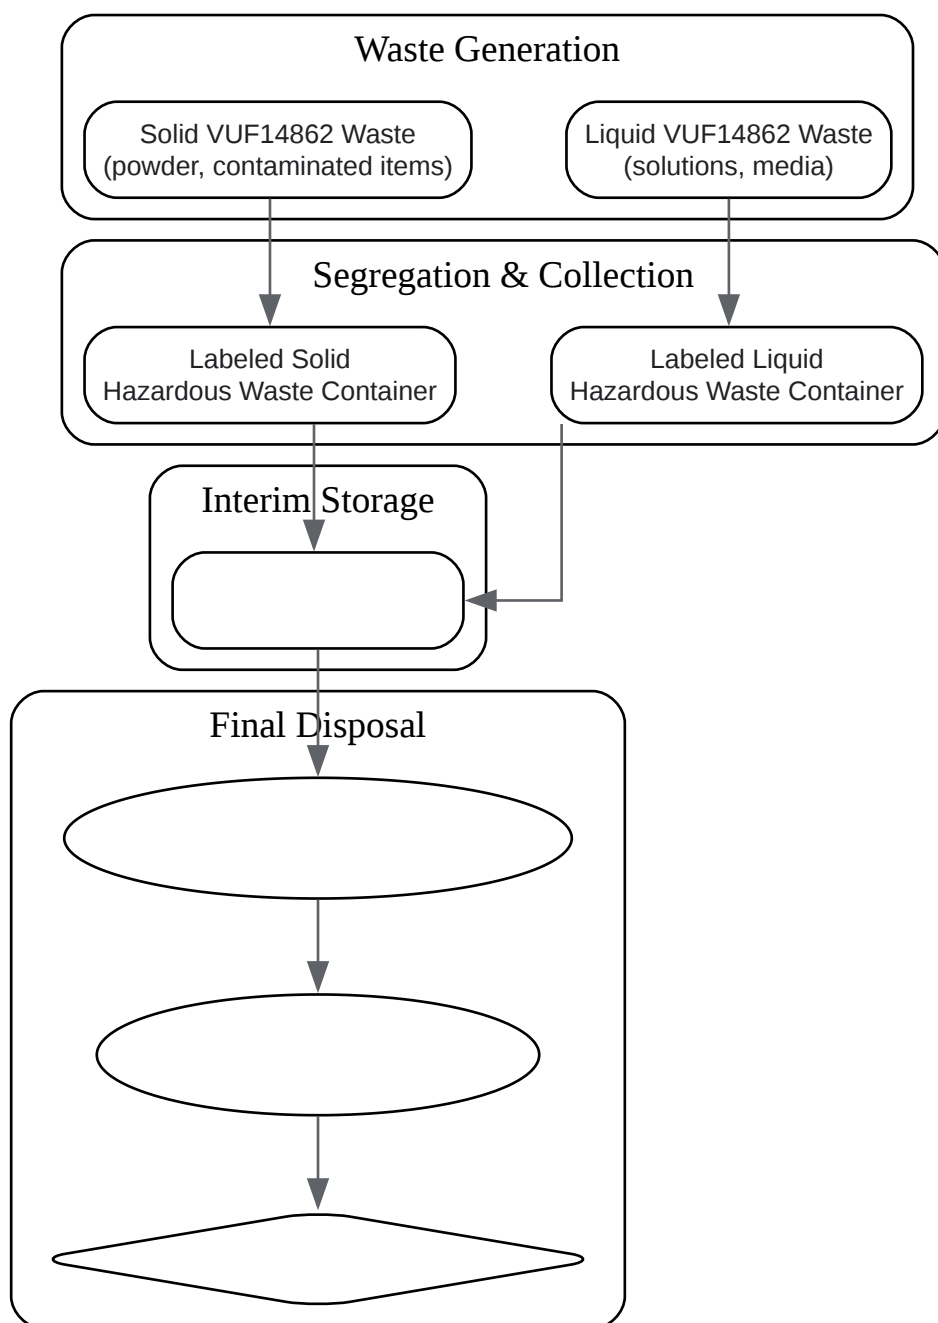 Waste Generation
Solid VUF14862 Waste
(powder, contaminated items)
Liquid VUF14862 Waste
(solutions, media)
Segregation & Collection
Labeled Solid
Hazardous Waste Container
Labeled Liquid
Hazardous Waste Container
Interim Storage
Final Disposal